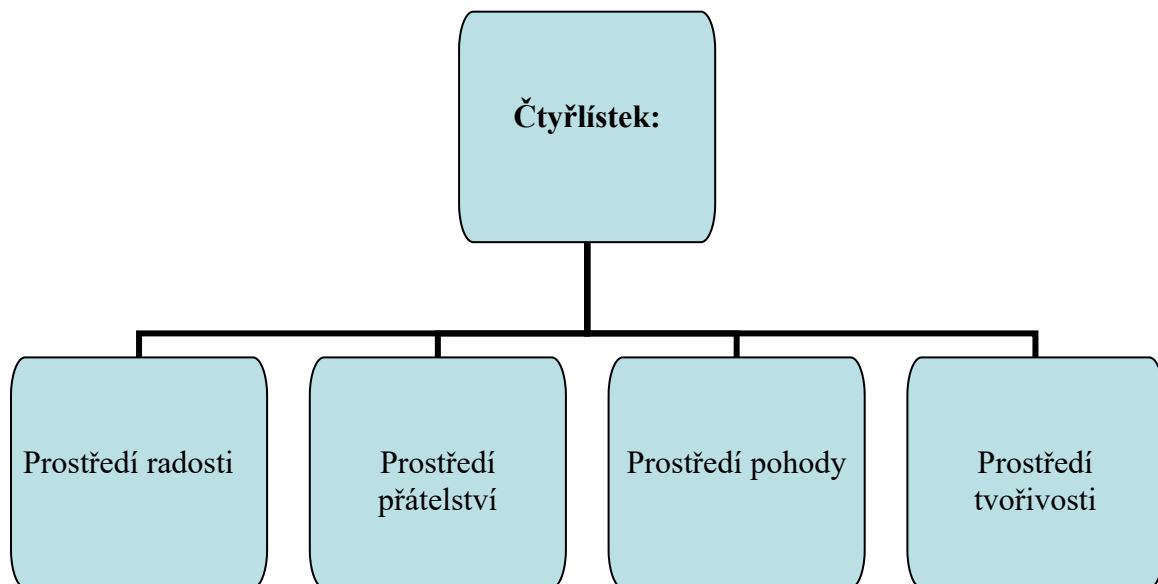 Čtyřlístek:
Prostředí radosti
Prostředí
přátelství
Prostředí pohody
Prostředí
tvořivosti